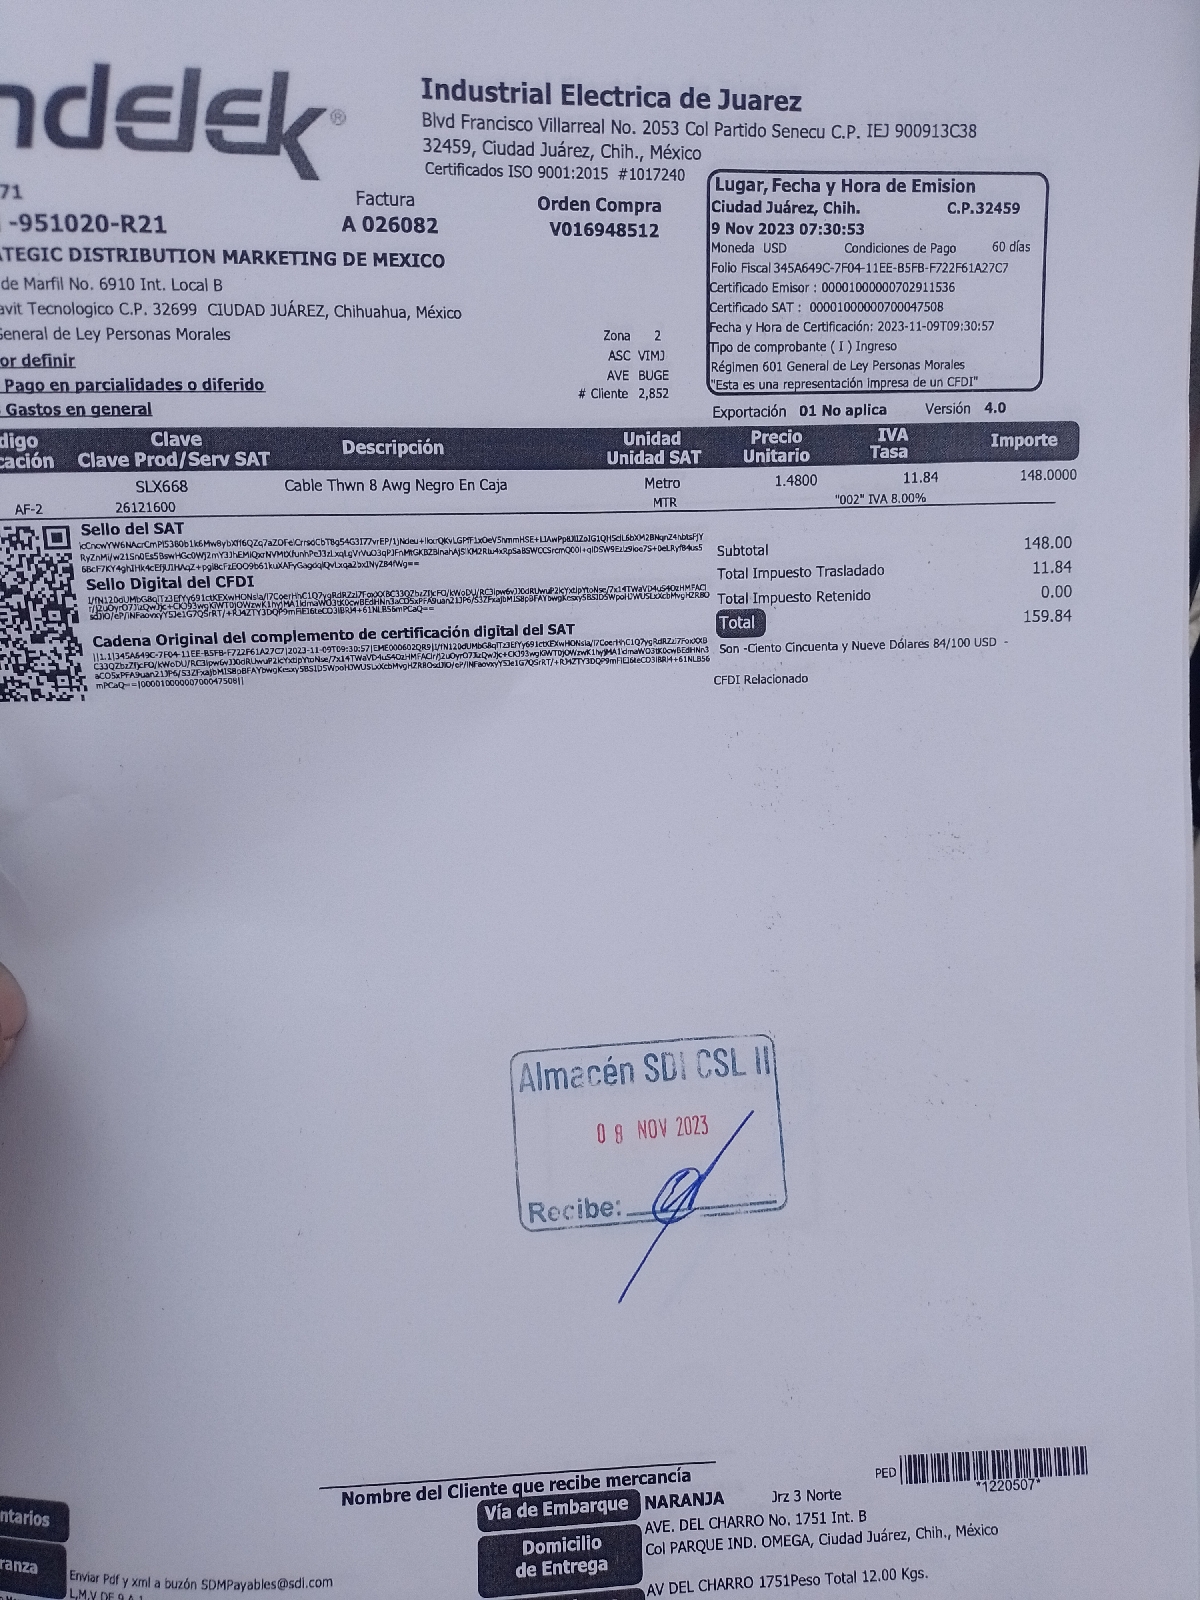 ndelek®
Industrial Electrica de Juarez
Blvd Francisco Villarreal No. 2053 Col Partido Senecu C.P. IEJ 900913C38
32459, Ciudad Juárez, Chih., México
Certificados ISO 9001:2015 #1017240
71
-951020-R21
Factura
A 026082
Orden Compra
V016948512
Lugar, Fecha y Hora de Emision
Ciudad Juárez, Chih. C.P.32459
9 Nov 2023 07:30:53
Moneda USD Condiciones de Pago 60 días
Folio Fiscal 345A649C-7F04-11EE-B5FB-F722F61A27C7
Certificado Emisor : 00001000000702911536
Certificado SAT : 00001000000700047508
Fecha y Hora de Certificación: 2023-11-09T09:30:57
Tipo de comprobante ( I ) Ingreso
Régimen 601 General de Ley Personas Morales
"Esta es una representación impresa de un CFDI"
Exportación 01 No aplica Versión 4.0
ATEGIC DISTRIBUTION MARKETING DE MEXICO
de Marfil No. 6910 Int. Local B
avit Tecnologico C.P. 32699 CIUDAD JUÁREZ, Chihuahua, México
General de Ley Personas Morales
or definir
Pago en parcialidades o diferido
Gastos en general
Zona 2
ASC VIMJ
AVE BUGE
# Cliente 2,852
digo Clave Descripción Unidad Precio IVA Importe
cación Clave Prod/Serv SAT Unidad SAT Unitario Tasa
SLX668 Cable Thwn 8 Awg Negro En Caja Metro 1.4800 11.84 148.0000
AF-2 26121600 MTR "002" IVA 8.00%
Sello del SAT
Sello Digital del CFDI
Cadena Original del complemento de certificación digital del SAT
Subtotal 148.00
Total Impuesto Trasladado 11.84
Total Impuesto Retenido 0.00
Total 159.84
Son -Ciento Cincuenta y Nueve Dólares 84/100 USD -
CFDI Relacionado
Almacén SDI CSL II
08 NOV 2023
Recibe:
Nombre del Cliente que recibe mercancía
PED
*1220507*
Vía de Embarque NARANJA Jrz 3 Norte
Domicilio
de Entrega
AVE. DEL CHARRO No. 1751 Int. B
Col PARQUE IND. OMEGA, Ciudad Juárez, Chih., México
AV DEL CHARRO 1751Peso Total 12.00 Kgs.
ntarios
ranza
Enviar Pdf y xml a buzón SDMPayables@sdi.com